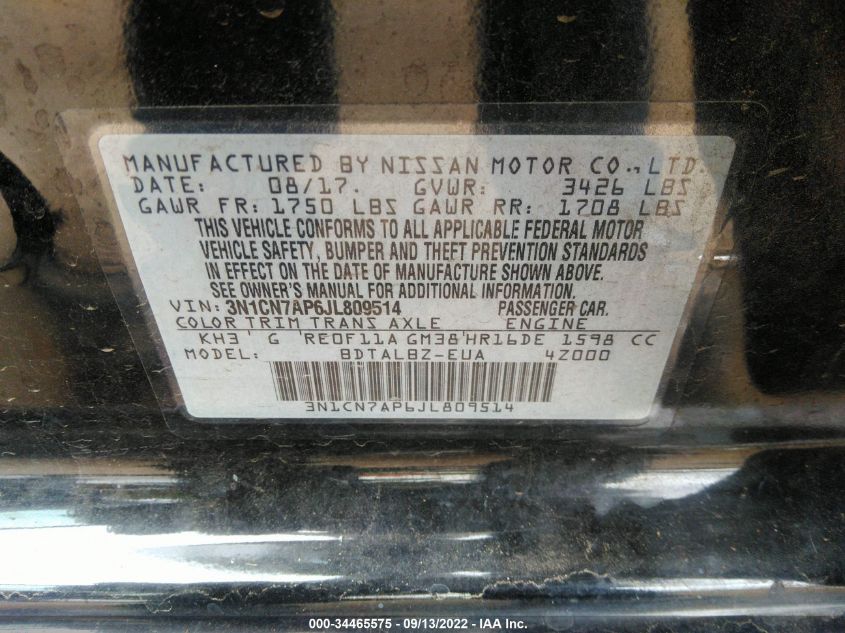 MANUFACTURED BY NISSAN MOTOR CO., LTD.
DATE: 08/17. GVWR: 3426 LBS
GAWR FR: 1750 LBS GAWR RR: 1708 LBS
THIS VEHICLE CONFORMS TO ALL APPLICABLE FEDERAL MOTOR
VEHICLE SAFETY, BUMPER AND THEFT PREVENTION STANDARDS
IN EFFECT ON THE DATE OF MANUFACTURE SHOWN ABOVE.
SEE OWNER'S MANUAL FOR ADDITIONAL INFORMATION.
VIN: 3N1CN7AP6JL809514 PASSENGER CAR.
COLOR TRIM TRANS AXLE ENGINE
KH3' G 'RE0F11A GM38'HR16DE 1598 CC
MODEL: BDTALBZ-EUA 4Z000
3N1CN7AP6JL809514
000-34465575 - 09/13/2022 - IAA Inc.